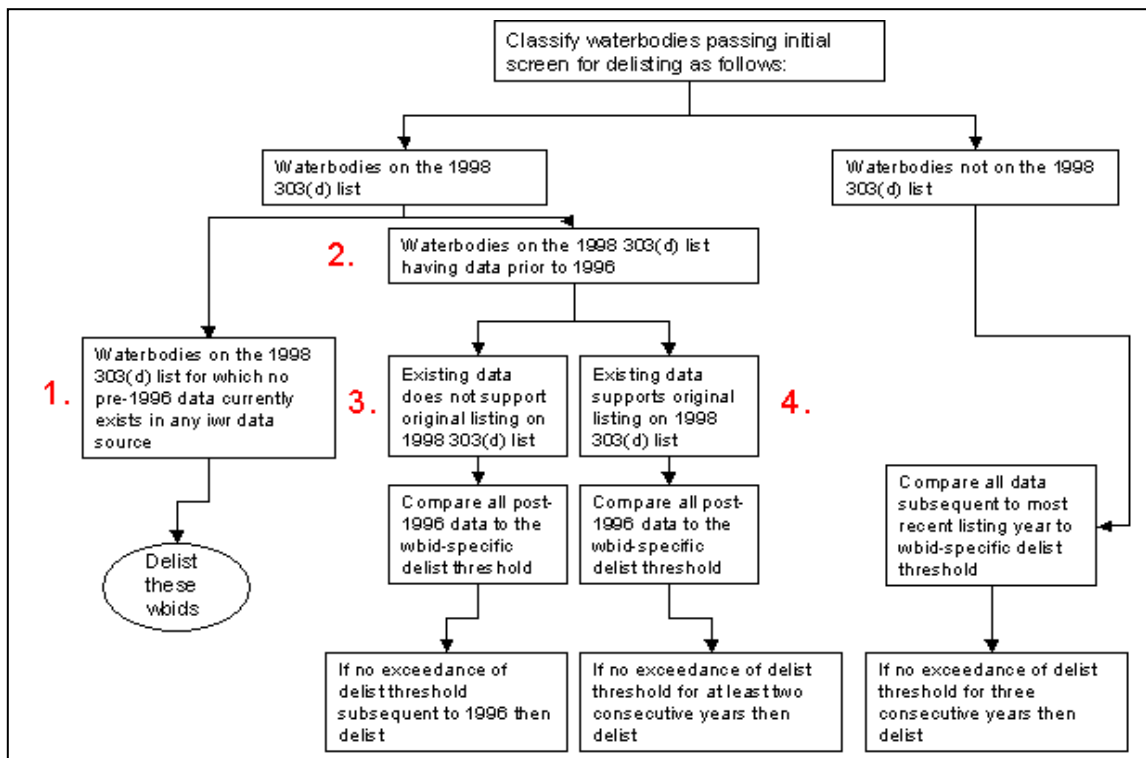 Classify waterbodies passing initial
screen for delisting as follows:
Waterbodies on the 1998
303(d) list
Waterbodies not on the 1998
303(d) list
2.
Waterbodies on the 1998 303(d) list
having data prior to 1996
1.
Waterbodies on the 1998
303(d) list for which no
pre-1996 data currently
exists in any iwr data
source
3.
Existing data
does not support
original listing on
1998 303(d) list
Existing data
supports original
listing on 1998
303(d) list
4.
Compare all post-
1996 data to the
wbid-specific
delist threshold
Compare all post-
1996 data to the
wbid-specific
delist threshold
Compare all data
subsequent to most
recent listing year to
wbid-specific delist
threshold
Delist
these
wbids
If no exceedance of
delist threshold
subsequent to 1996 then
delist
If no exceedance of delist
threshold for at least two
consecutive years then
delist
If no exceedance of delist
threshold for three
consecutive years then
delist